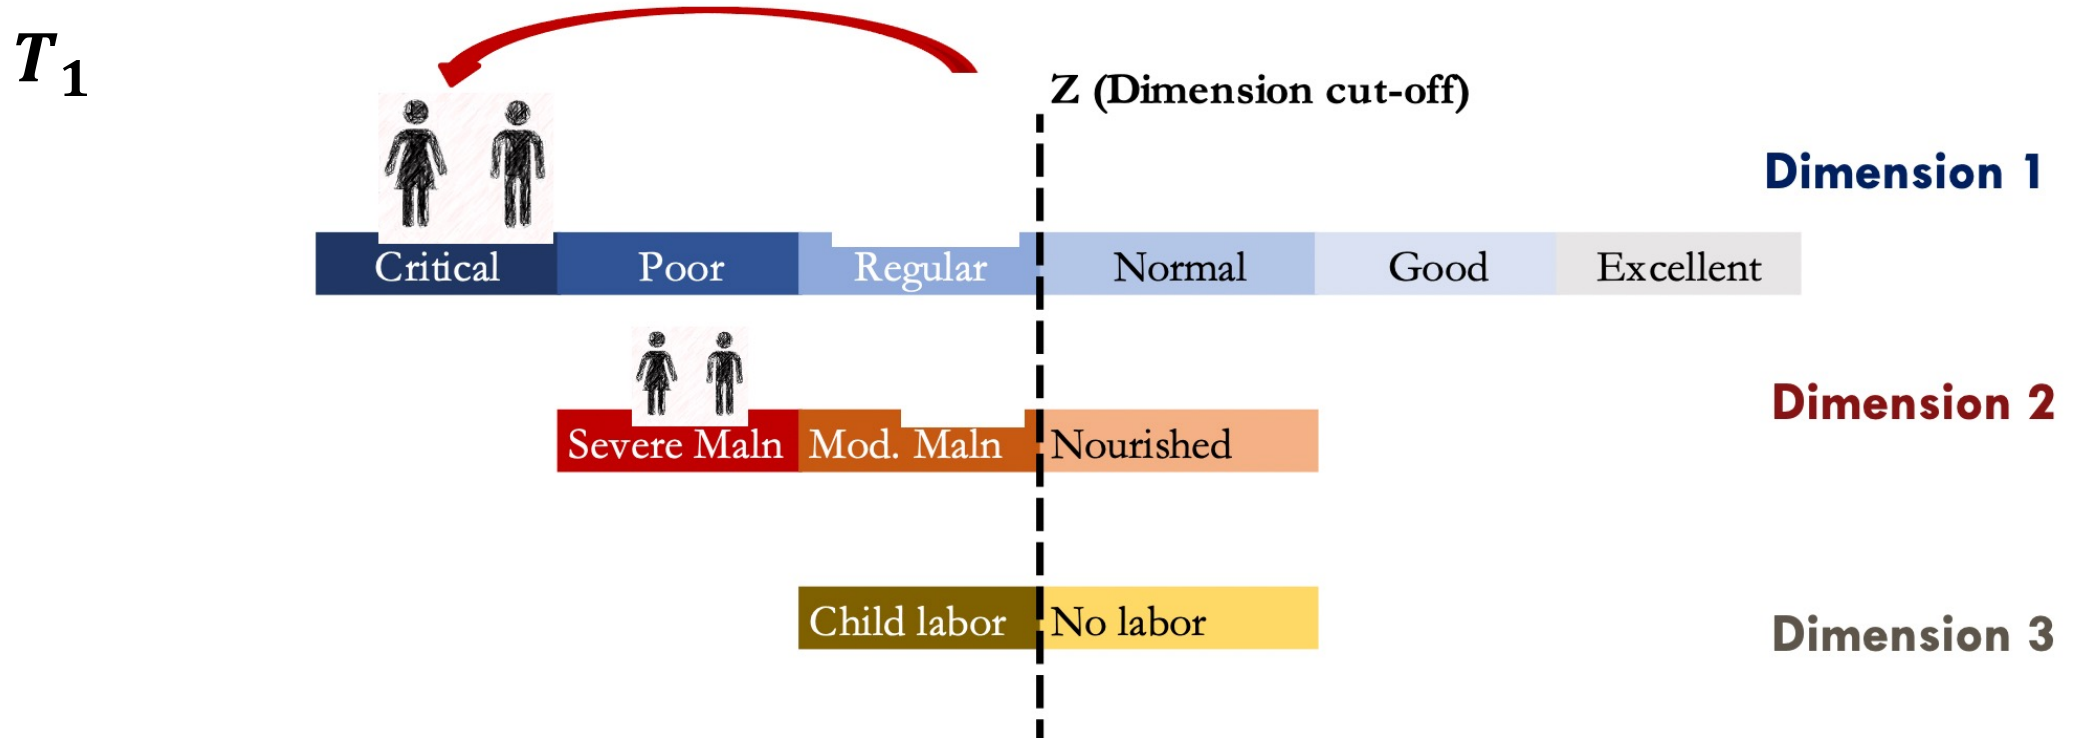 T1
Z (Dimension cut-off)
Dimension 1
Critical Poor Regular Normal Good Excellent
Dimension 2
Severe Maln Mod. Maln Nourished
Child labor No labor
Dimension 3